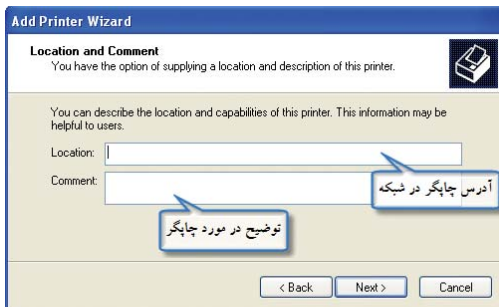 Add Printer Wizard
Location and Comment
You have the option of supplying a location and description of this printer.
You can describe the location and capabilities of this printer. This information may be
helpful to users.
Location:
Comment:
آدرس چاپگر در شبکه
توضیح در مورد چاپگر
< Back
Next >
Cancel